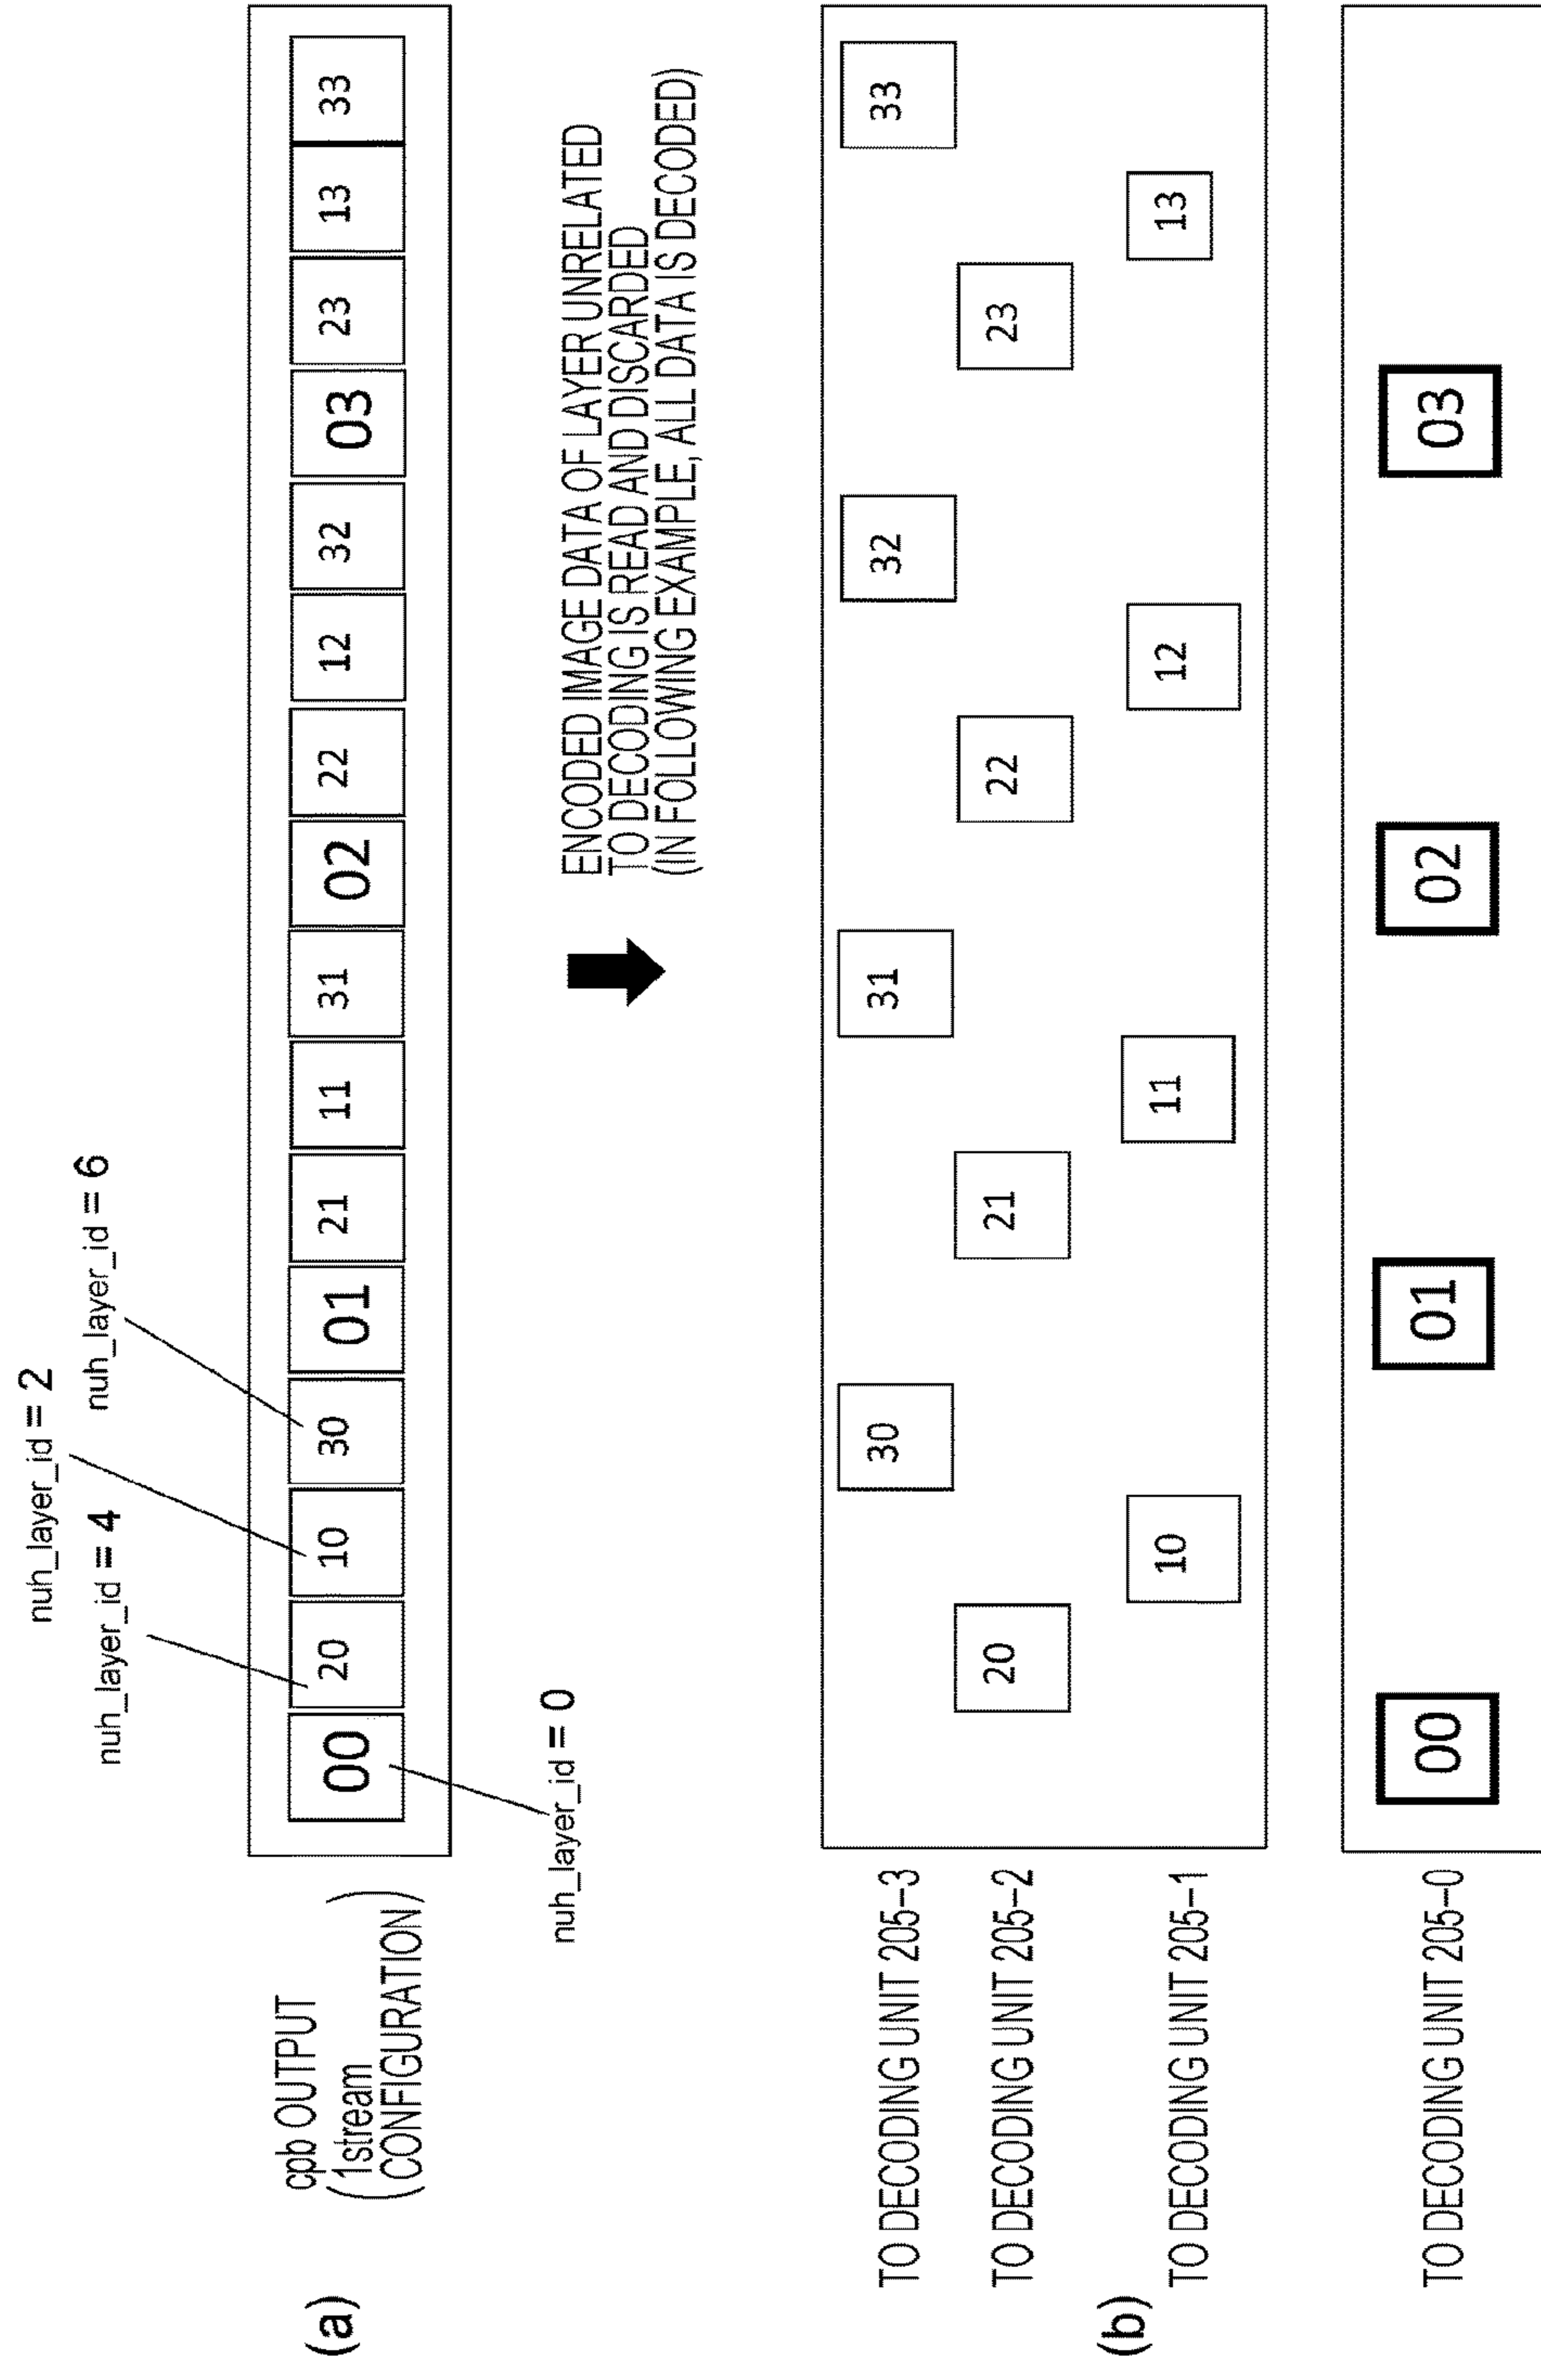 nuh_layer_id = 2
nuh_layer_id = 4
nuh_layer_id = 6
(a)
cpb OUTPUT
(1stream
CONFIGURATION)
00 20 10 30 01 21 11 31 02 22 12 32 03 23 13 33
nuh_layer_id = 0
ENCODED IMAGE DATA OF LAYER UNRELATED
TO DECODING IS READ AND DISCARDED
(IN FOLLOWING EXAMPLE, ALL DATA IS DECODED)
(b)
TO DECODING UNIT 205-3
30 31 32 33
TO DECODING UNIT 205-2
20 21 22 23
TO DECODING UNIT 205-1
10 11 12 13
TO DECODING UNIT 205-0
00 01 02 03